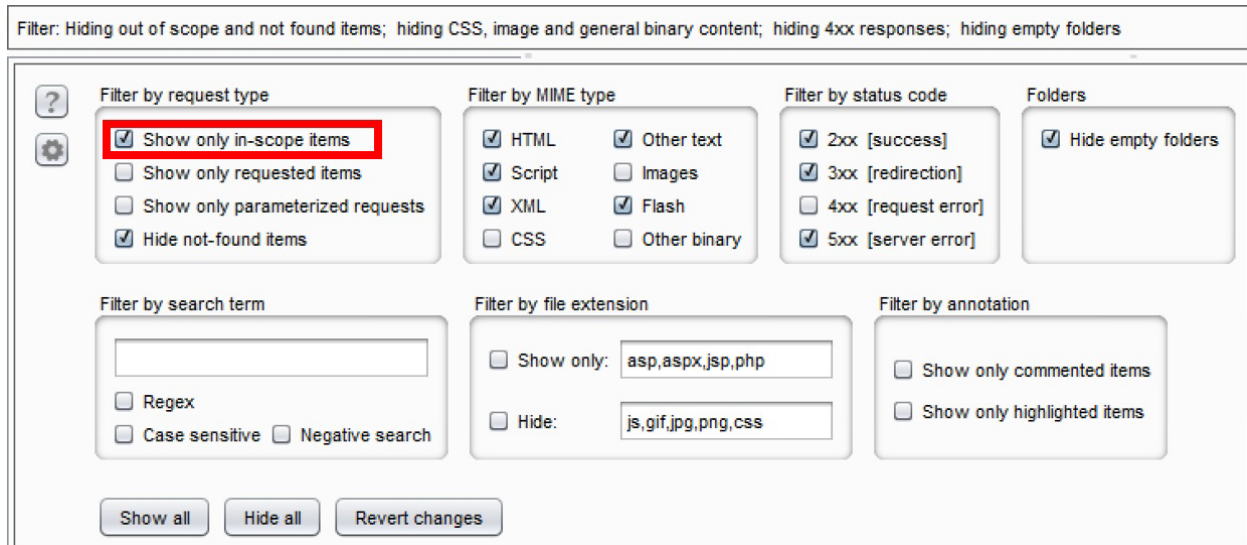 Filter: Hiding out of scope and not found items; hiding CSS, image and general binary content; hiding 4xx responses; hiding empty folders
?
Filter by request type
Show only in-scope items
Show only requested items
Show only parameterized requests
Hide not-found items
Filter by MIME type
HTML Other text
Script Images
XML Flash
CSS Other binary
Filter by status code
2xx [success]
3xx [redirection]
4xx [request error]
5xx [server error]
Folders
Hide empty folders
Filter by search term
Regex
Case sensitive Negative search
Filter by file extension
Show only: asp,aspx,jsp,php
Hide: js,gif,jpg,png,css
Filter by annotation
Show only commented items
Show only highlighted items
Show all Hide all Revert changes